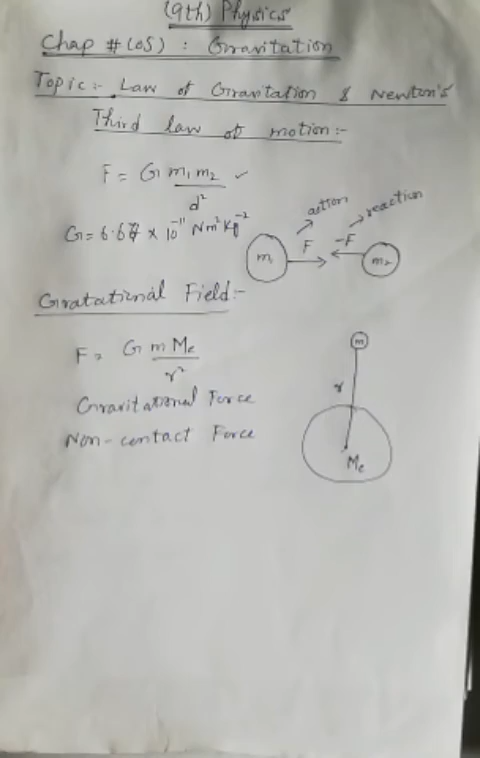 (9th) Physics
Chap # (05) : Gravitation
Topic:- Law of Gravitation & Newton's
Third law of motion:-
F = G m₁ m₂ / d² ✓
action
reaction
G = 6.67 × 10⁻¹¹ Nm² Kg⁻²
F
-F
m₁
m₂
Gratational Field:-
F = G m Me / r²
m
r
Gravitational Force
Non-contact Force
Me